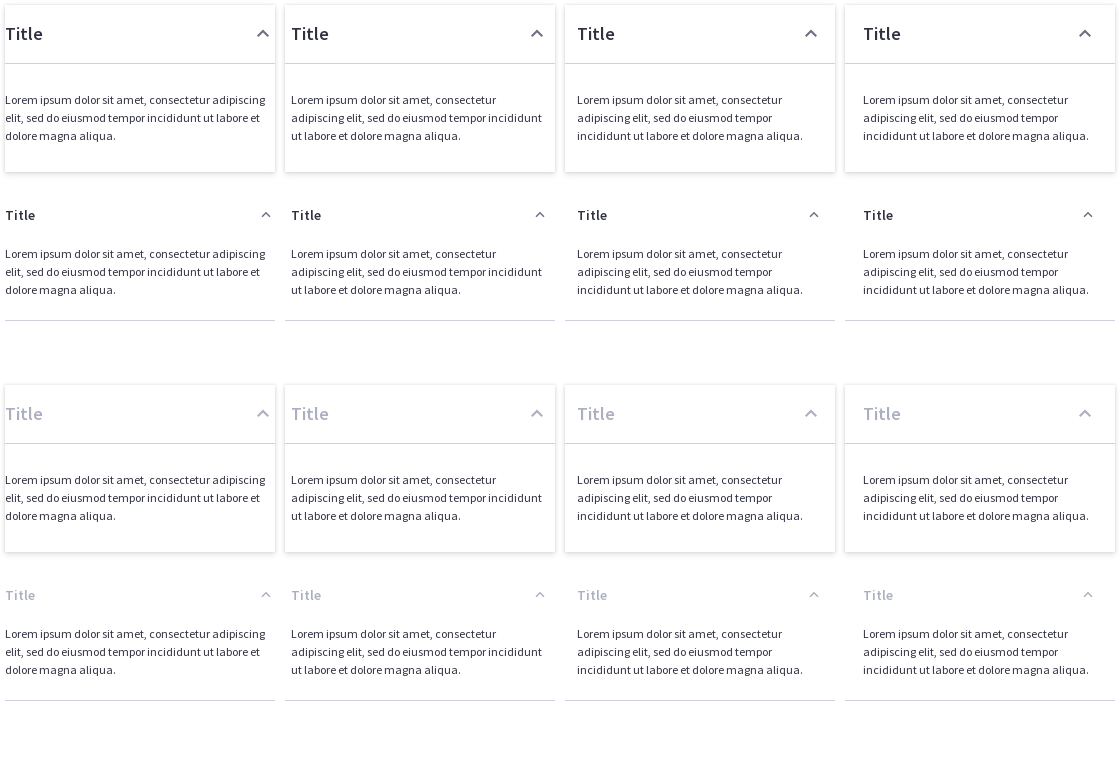 Title
Lorem ipsum dolor sit amet, consectetur adipiscing
elit, sed do eiusmod tempor incididunt ut labore et
dolore magna aliqua.
Title
Lorem ipsum dolor sit amet, consectetur
adipiscing elit, sed do eiusmod tempor incididunt
ut labore et dolore magna aliqua.
Title
Lorem ipsum dolor sit amet, consectetur
adipiscing elit, sed do eiusmod tempor
incididunt ut labore et dolore magna aliqua.
Title
Lorem ipsum dolor sit amet, consectetur
adipiscing elit, sed do eiusmod tempor
incididunt ut labore et dolore magna aliqua.
Title
Lorem ipsum dolor sit amet, consectetur adipiscing
elit, sed do eiusmod tempor incididunt ut labore et
dolore magna aliqua.
Title
Lorem ipsum dolor sit amet, consectetur
adipiscing elit, sed do eiusmod tempor incididunt
ut labore et dolore magna aliqua.
Title
Lorem ipsum dolor sit amet, consectetur
adipiscing elit, sed do eiusmod tempor
incididunt ut labore et dolore magna aliqua.
Title
Lorem ipsum dolor sit amet, consectetur
adipiscing elit, sed do eiusmod tempor
incididunt ut labore et dolore magna aliqua.
Title
Lorem ipsum dolor sit amet, consectetur adipiscing
elit, sed do eiusmod tempor incididunt ut labore et
dolore magna aliqua.
Title
Lorem ipsum dolor sit amet, consectetur
adipiscing elit, sed do eiusmod tempor incididunt
ut labore et dolore magna aliqua.
Title
Lorem ipsum dolor sit amet, consectetur
adipiscing elit, sed do eiusmod tempor
incididunt ut labore et dolore magna aliqua.
Title
Lorem ipsum dolor sit amet, consectetur
adipiscing elit, sed do eiusmod tempor
incididunt ut labore et dolore magna aliqua.
Title
Lorem ipsum dolor sit amet, consectetur adipiscing
elit, sed do eiusmod tempor incididunt ut labore et
dolore magna aliqua.
Title
Lorem ipsum dolor sit amet, consectetur
adipiscing elit, sed do eiusmod tempor incididunt
ut labore et dolore magna aliqua.
Title
Lorem ipsum dolor sit amet, consectetur
adipiscing elit, sed do eiusmod tempor
incididunt ut labore et dolore magna aliqua.
Title
Lorem ipsum dolor sit amet, consectetur
adipiscing elit, sed do eiusmod tempor
incididunt ut labore et dolore magna aliqua.